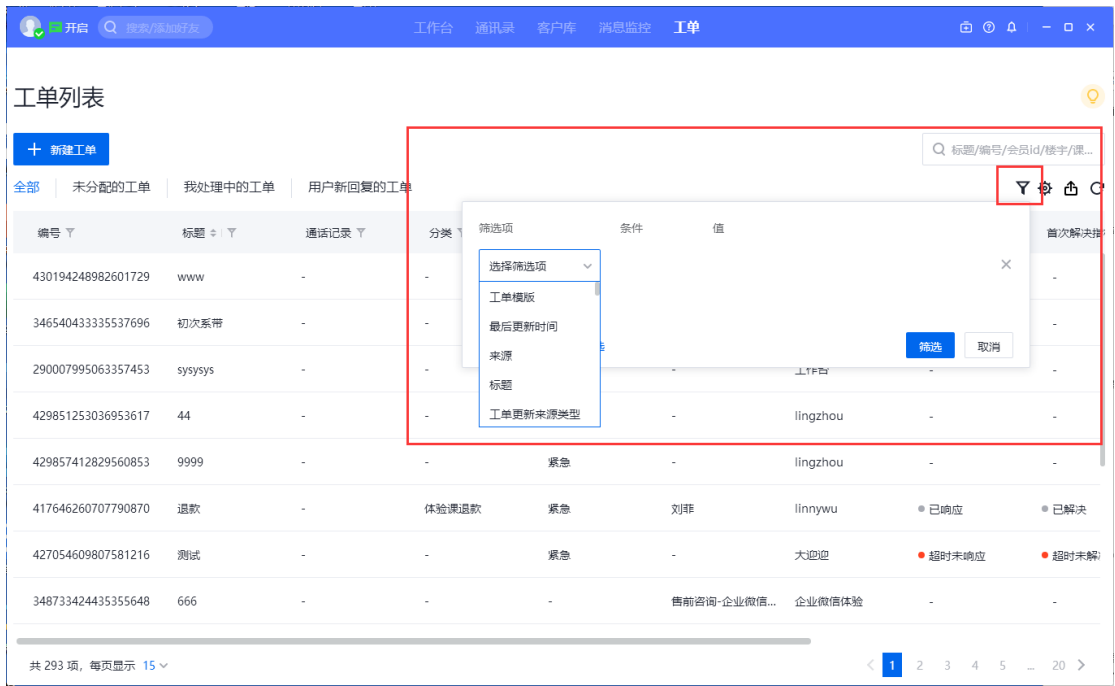 开启 搜索/添加好友 工作台 通讯录 客户库 消息监控 工单
工单列表
新建工单 标题/编号/会员id/楼宇/课...
全部 未分配的工单 我处理中的工单 用户新回复的工单
筛选项 条件 值
编号 标题 通话记录 分类 首次解决指
选择筛选项
430194248982601729 www - - -
工单模版
346540433335537696 初次系带 - - -
最后更新时间
筛选 取消
来源
290007995063357453 sysysys - - - 工作台 - -
标题
429851253036953617 44 - - - lingzhou - -
工单更新来源类型
429857412829560853 9999 - - 紧急 - lingzhou - -
417646260707790870 退款 - 体验课退款 紧急 刘菲 linnywu 已响应 已解决
427054609807581216 测试 - - 紧急 - 大迎迎 超时未响应 超时未解
348733424435355648 666 - - - 售前咨询-企业微信... 企业微信体验 - -
共 293 项，每页显示 15 1 2 3 4 5 ... 20